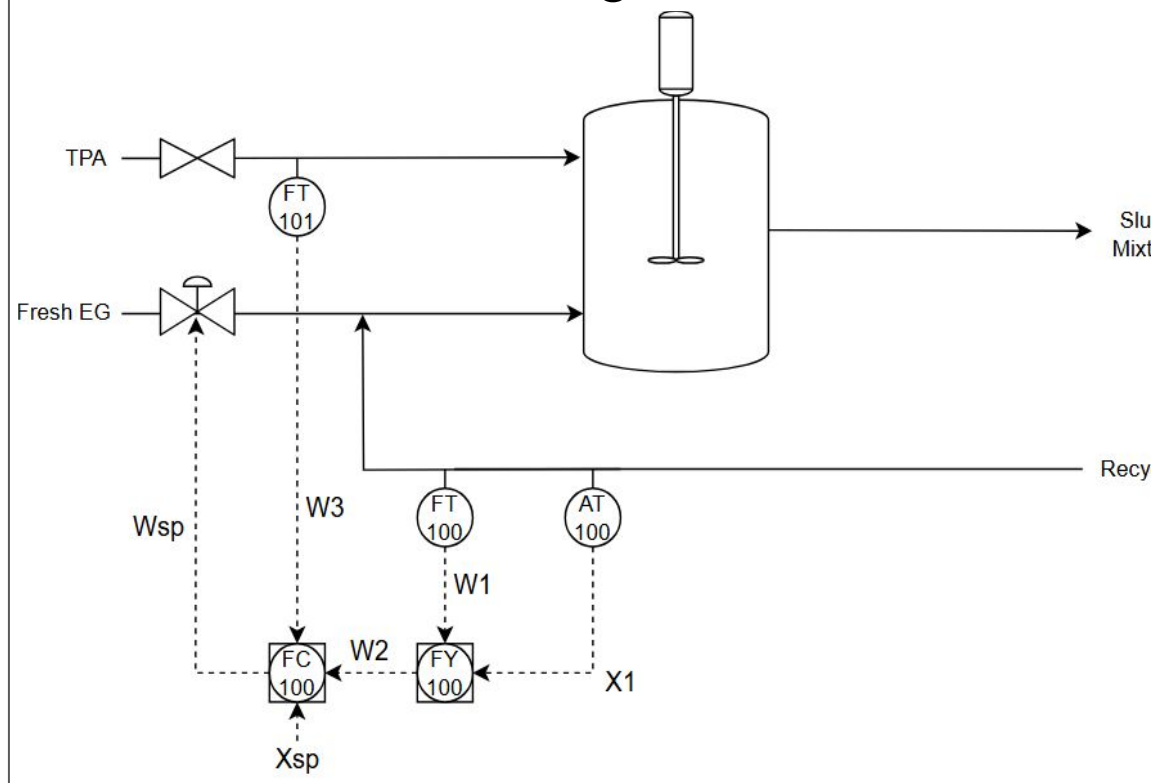 g
TPA
FT
101
Fresh EG
Slu
Mixt
Recy
Wsp
W3
FT
100
AT
100
W1
FC
100
W2
FY
100
X1
Xsp